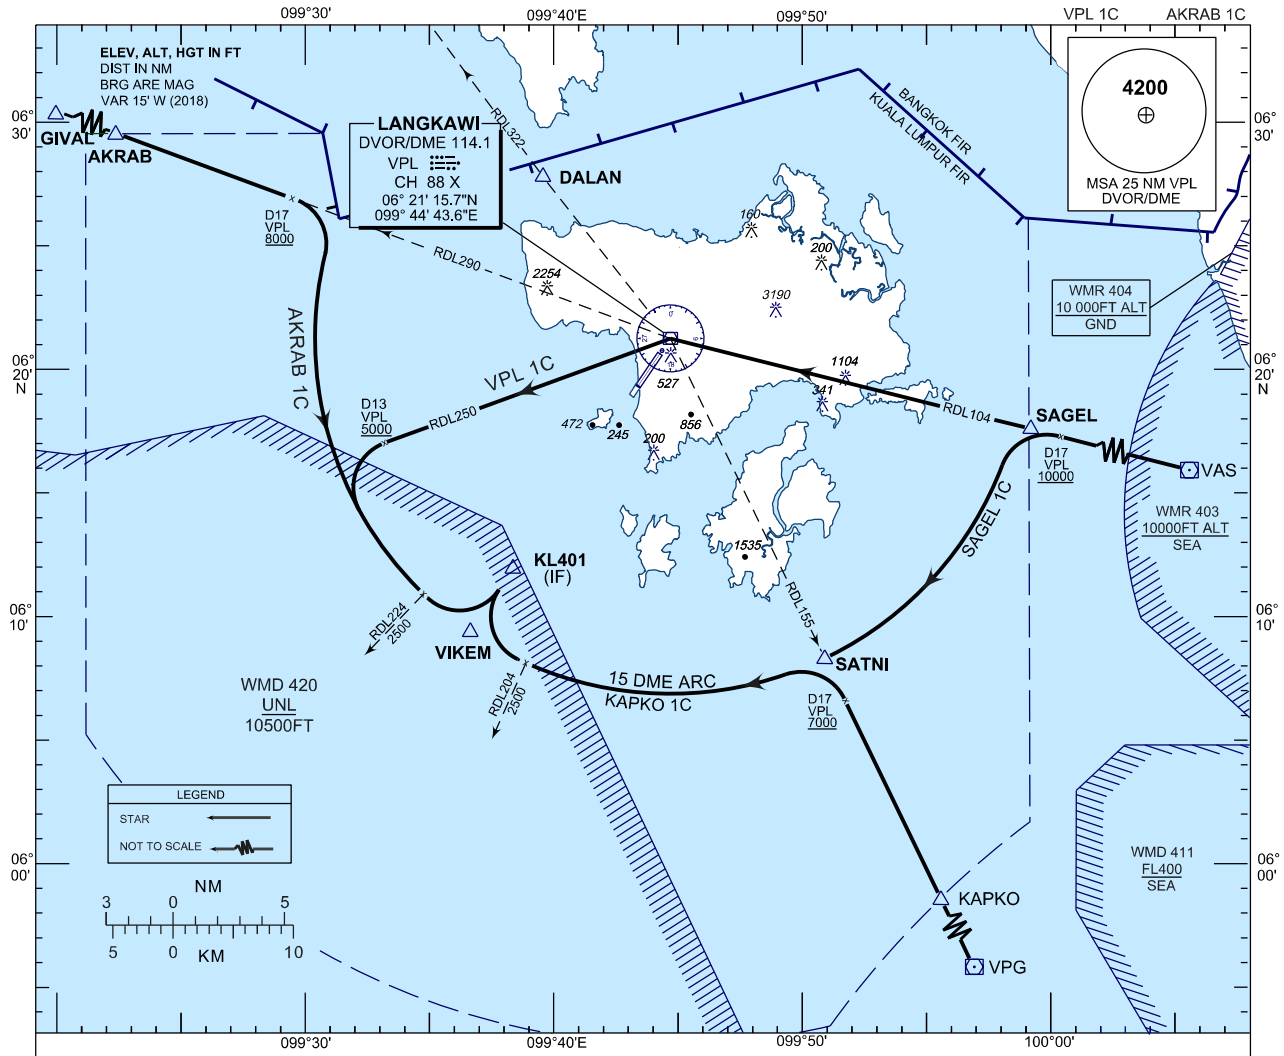 099°30'
099°40'
099°50'
VPL 1C
AKRAB 1C
ELEV, ALT, HGT IN FT
DIST IN NM
BRG ARE MAG
VAR 15' W (2018)
06°
30'
GIVAL
AKRAB
LANGKAWI
DVOR/DME 114.1
VPL
CH 88 X
06° 21' 15.7"N
099° 44' 43.6"E
RDL322
DALAN
BANGKOK FIR
KUALA LUMPUR FIR
4200
MSA 25 NM VPL
DVOR/DME
06°
30'
D17
VPL
8000
RDL290
2254
160
200
3190
WMR 404
10 000FT ALT
GND
AKRAB 1C
VPL 1C
0
6
18
27
527
1104
341
06°
20'
N
06°
20'
N
D13
VPL
5000
RDL250
472
245
856
200
RDL104
SAGEL
D17
VPL
10000
VAS
WMR 403
10000FT ALT
SEA
SAGEL 1C
KL401
(IF)
1535
RDL155
06°
10'
06°
10'
RDL224
2500
VIKEM
SATNI
RDL204
2500
15 DME ARC
KAPKO 1C
D17
VPL
7000
WMD 420
UNL
10500FT
LEGEND
STAR
NOT TO SCALE
06°
00'
06°
00'
WMD 411
FL400
SEA
KAPKO
VPG
NM
3 0 5
5 0 10
KM
099°30'
099°40'E
099°50'
100°00'